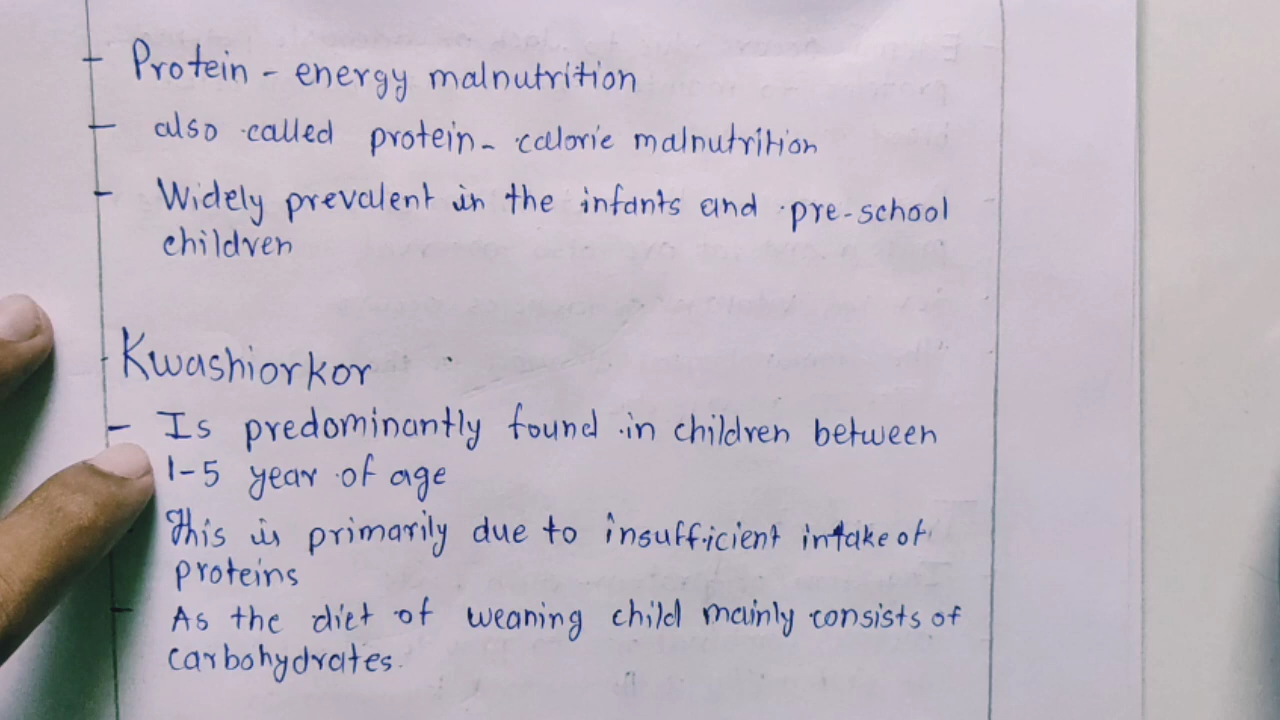 - Protein - energy malnutrition
- also called protein - calorie malnutrition
- Widely prevalent in the infants and pre-school
children
- Kwashiorkor
- Is predominantly found in children between
1-5 year of age
This is primarily due to insufficient intake of
proteins
- As the diet of weaning child mainly consists of
carbohydrates.